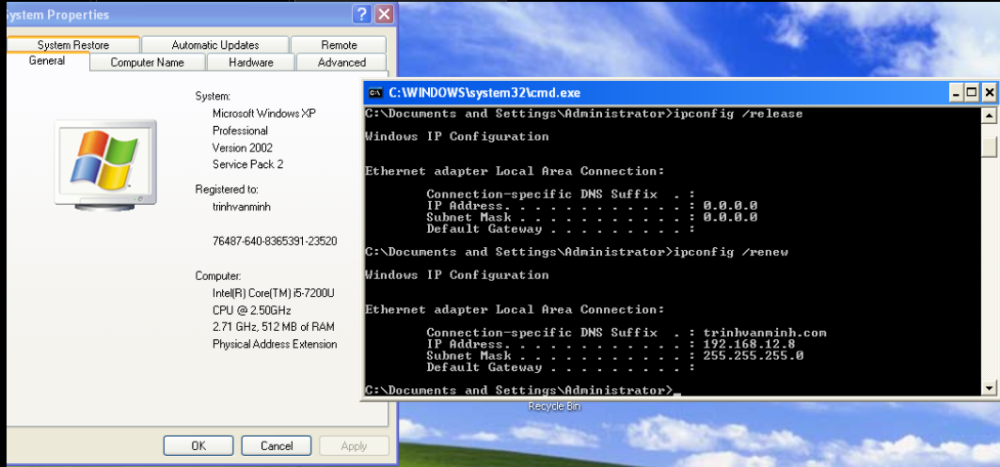 System Properties
System Restore
Automatic Updates
Remote
General
Computer Name
Hardware
Advanced
System:
Microsoft Windows XP
Professional
Version 2002
Service Pack 2
Registered to:
trinhvanminh
76487-640-8365391-23520
Computer:
Intel(R) Core(TM) i5-7200U
CPU @ 2.50GHz
2.71 GHz, 512 MB of RAM
Physical Address Extension
OK
Cancel
Apply
C:\WINDOWS\system32\cmd.exe
C:\Documents and Settings\Administrator>ipconfig /release
Windows IP Configuration
Ethernet adapter Local Area Connection:
Connection-specific DNS Suffix . :
IP Address. . . . . . . . . . . . : 0.0.0.0
Subnet Mask . . . . . . . . . . . : 0.0.0.0
Default Gateway . . . . . . . . . :
C:\Documents and Settings\Administrator>ipconfig /renew
Windows IP Configuration
Ethernet adapter Local Area Connection:
Connection-specific DNS Suffix . : trinhvanminh.com
IP Address. . . . . . . . . . . . : 192.168.12.8
Subnet Mask . . . . . . . . . . . : 255.255.255.0
Default Gateway . . . . . . . . . :
C:\Documents and Settings\Administrator>_
Recycle Bin